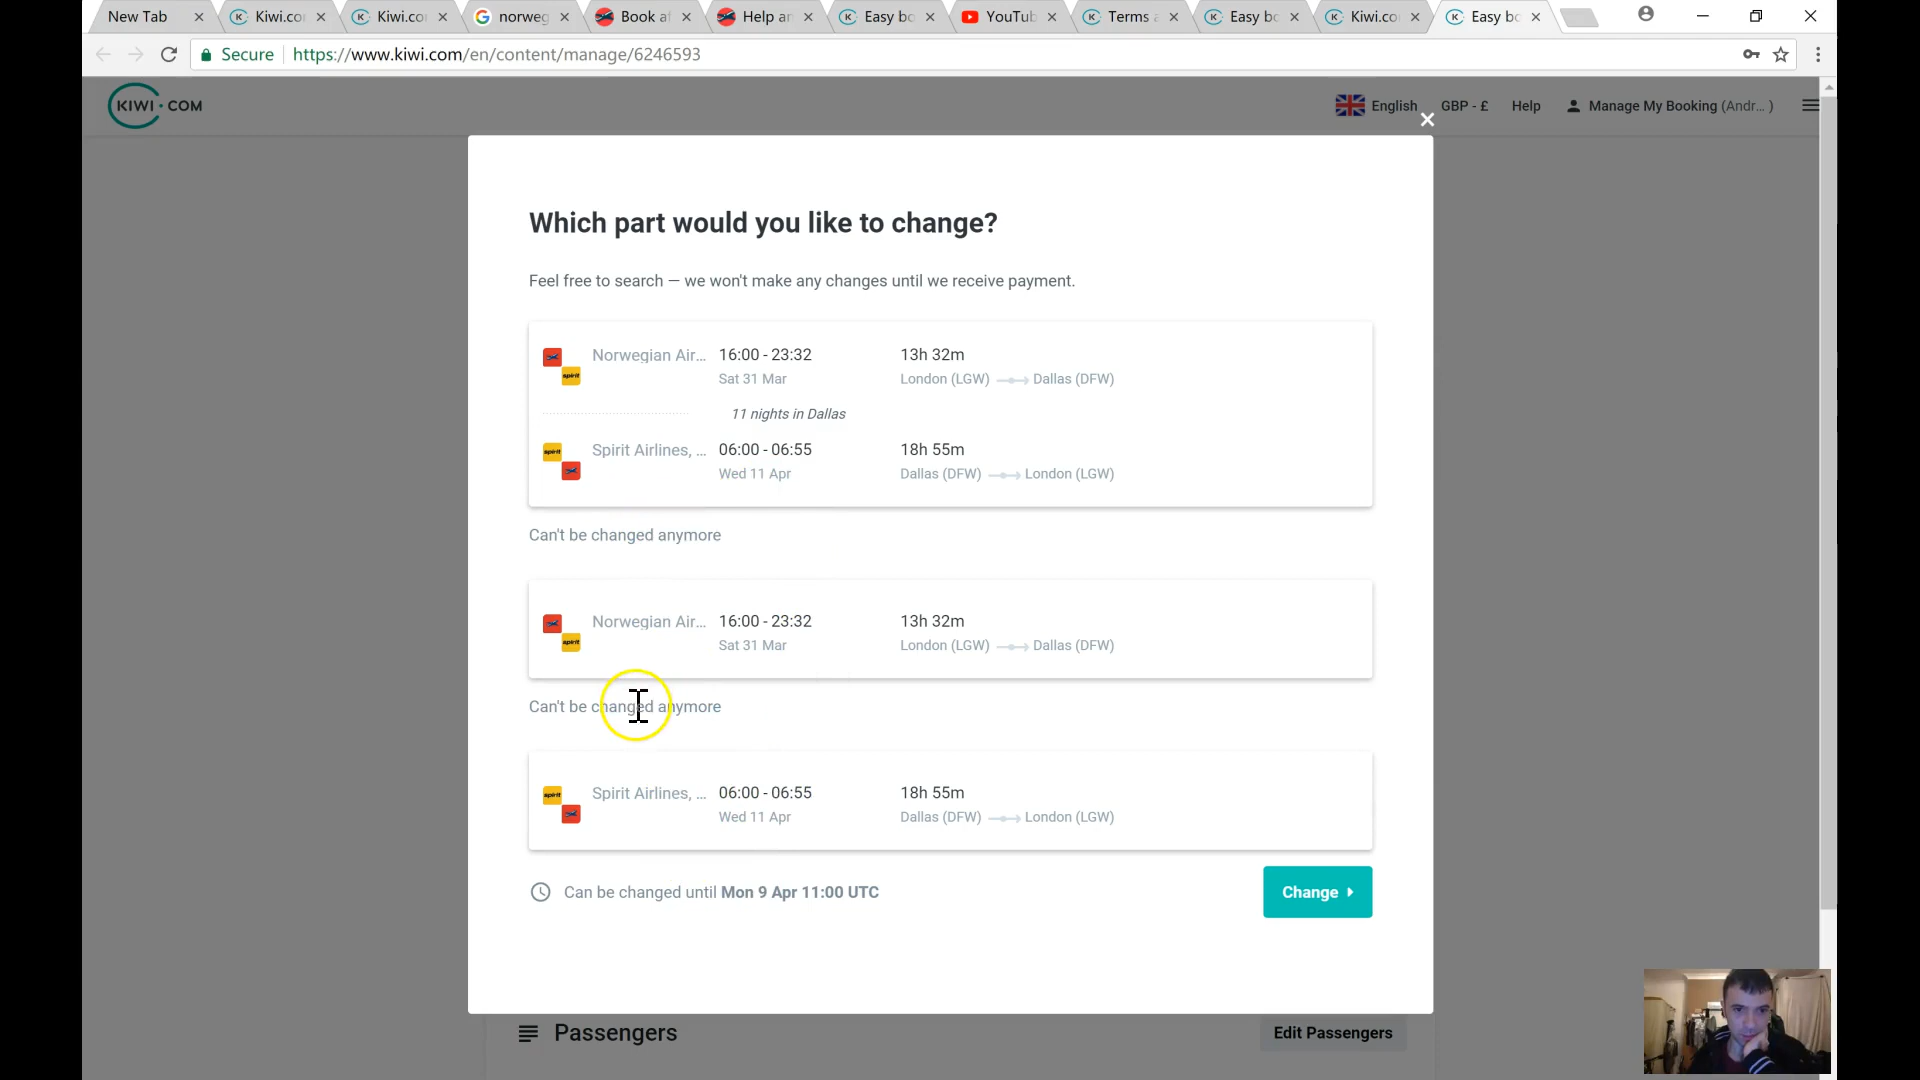 New Tab
Kiwi.co
Kiwi.co
norweg
Book af
Help an
Easy bo
YouTub
Terms a
Easy bo
Kiwi.co
Easy bo
Secure
https://www.kiwi.com/en/content/manage/6246593
KIWI·COM
English
GBP - £
Help
Manage My Booking (Andr... )
Which part would you like to change?
Feel free to search — we won't make any changes until we receive payment.
Norwegian Air... 16:00 - 23:32 13h 32m
spirit Sat 31 Mar London (LGW) Dallas (DFW)
11 nights in Dallas
spirit Spirit Airlines, ... 06:00 - 06:55 18h 55m
Wed 11 Apr Dallas (DFW) London (LGW)
Can't be changed anymore
Norwegian Air... 16:00 - 23:32 13h 32m
spirit Sat 31 Mar London (LGW) Dallas (DFW)
Can't be changed anymore
spirit Spirit Airlines, ... 06:00 - 06:55 18h 55m
Wed 11 Apr Dallas (DFW) London (LGW)
Can be changed until Mon 9 Apr 11:00 UTC
Change
Passengers
Edit Passengers